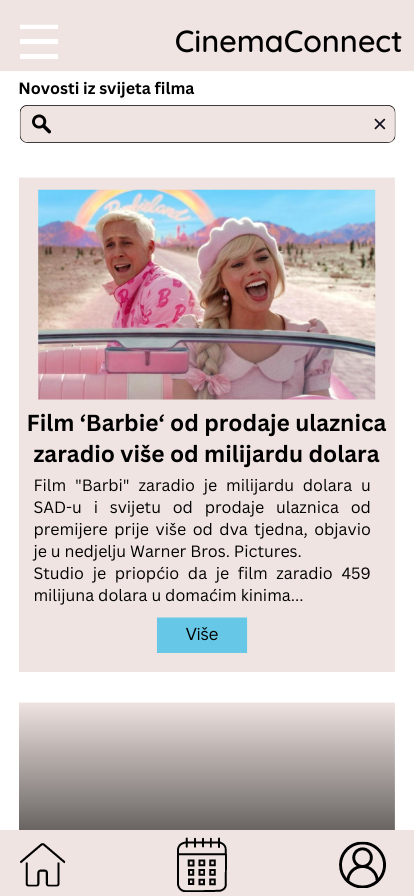 CinemaConnect
Novosti iz svijeta filma
Barbieland
Film ‘Barbie‘ od prodaje ulaznica
zaradio više od milijardu dolara
Film "Barbi" zaradio je milijardu dolara u
SAD-u i svijetu od prodaje ulaznica od
premijere prije više od dva tjedna, objavio
je u nedjelju Warner Bros. Pictures.
Studio je priopćio da je film zaradio 459
milijuna dolara u domaćim kinima...
Više